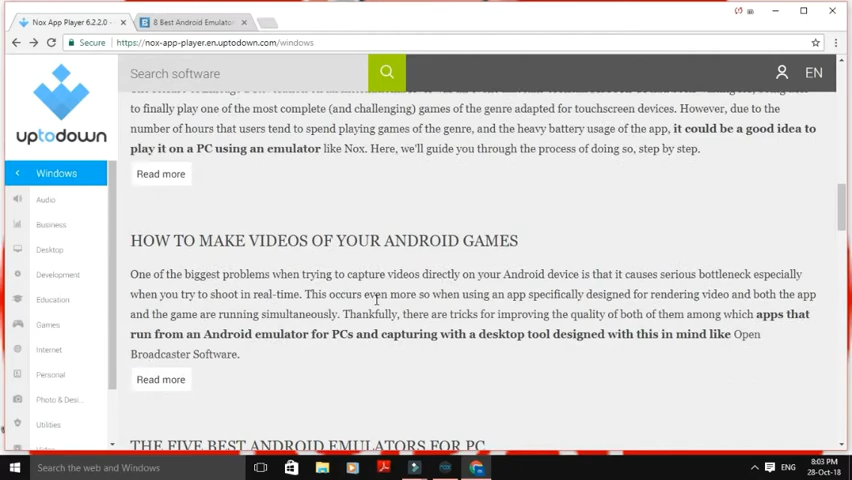 Nox App Player 6.2.2.0 -
8 Best Android Emulator
Secure
https://nox-app-player.en.uptodown.com/windows
Search software
EN
uptodown
Windows
Audio
Business
Desktop
Development
Education
Games
Internet
Personal
Photo & Desi...
Utilities
to finally play one of the most complete (and challenging) games of the genre adapted for touchscreen devices. However, due to the
number of hours that users tend to spend playing games of the genre, and the heavy battery usage of the app, it could be a good idea to
play it on a PC using an emulator like Nox. Here, we'll guide you through the process of doing so, step by step.
Read more
HOW TO MAKE VIDEOS OF YOUR ANDROID GAMES
One of the biggest problems when trying to capture videos directly on your Android device is that it causes serious bottleneck especially
when you try to shoot in real-time. This occurs even more so when using an app specifically designed for rendering video and both the app
and the game are running simultaneously. Thankfully, there are tricks for improving the quality of both of them among which apps that
run from an Android emulator for PCs and capturing with a desktop tool designed with this in mind like Open
Broadcaster Software.
Read more
THE FIVE BEST ANDROID EMULATORS FOR PC
Search the web and Windows
ENG
8:03 PM
28-Oct-18